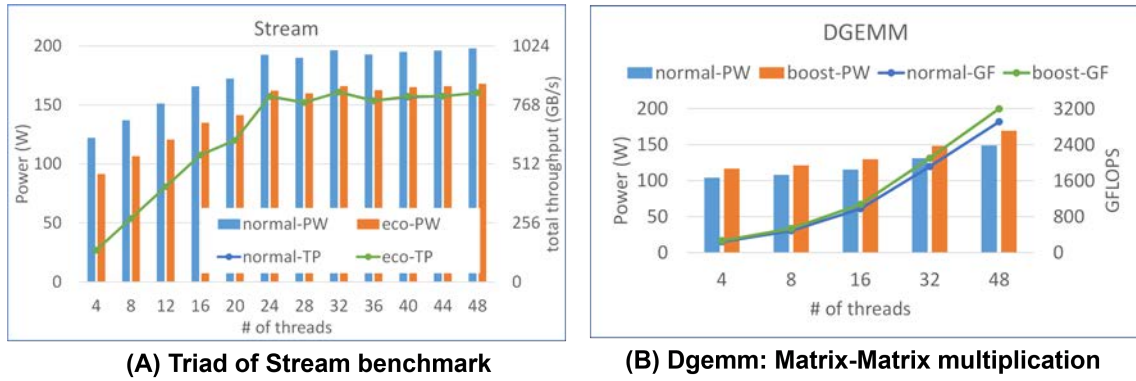 Stream
200
150
100
50
0
Power (W)
1024
768
512
256
0
total throughput (GB/s)
normal-PW
eco-PW
normal-TP
eco-TP
4 8 12 16 20 24 28 32 36 40 44 48
# of threads
(A) Triad of Stream benchmark
DGEMM
normal-PW boost-PW normal-GF boost-GF
200
150
100
50
0
Power (W)
3200
2400
1600
800
0
GFLOPS
4 8 16 32 48
# of threads
(B) Dgemm: Matrix-Matrix multiplication